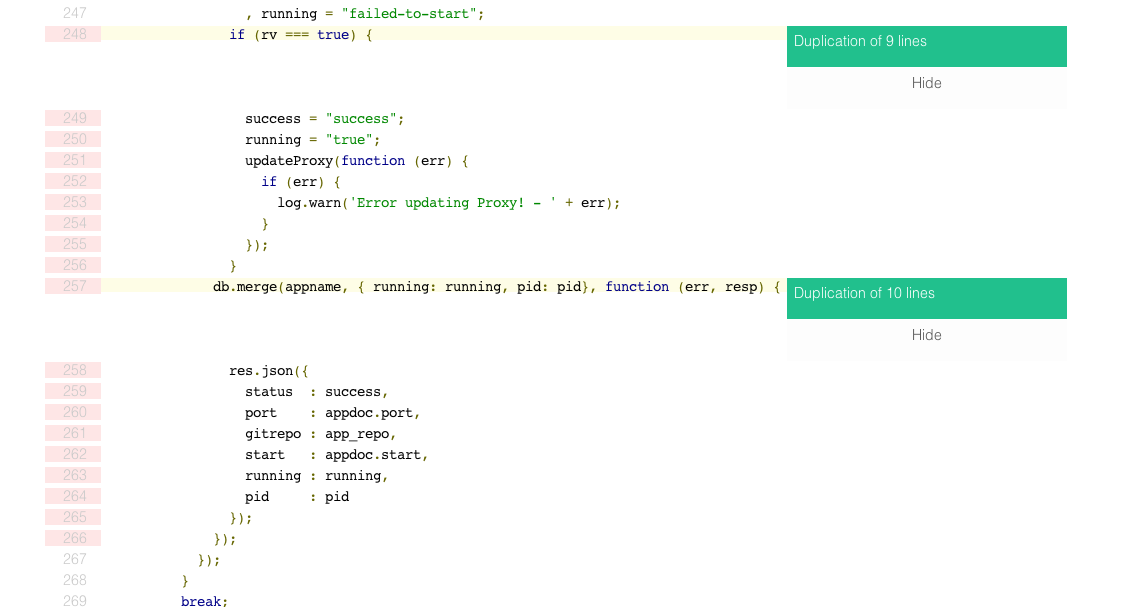 247 , running = "failed-to-start";
248 if (rv === true) {
Duplication of 9 lines
Hide
249 success = "success";
250 running = "true";
251 updateProxy(function (err) {
252 if (err) {
253 log.warn('Error updating Proxy! - ' + err);
254 }
255 });
256 }
257 db.merge(appname, { running: running, pid: pid}, function (err, resp) {
Duplication of 10 lines
Hide
258 res.json({
259 status  : success,
260 port    : appdoc.port,
261 gitrepo : app_repo,
262 start   : appdoc.start,
263 running : running,
264 pid     : pid
265 });
266 });
267 });
268 }
269 break;